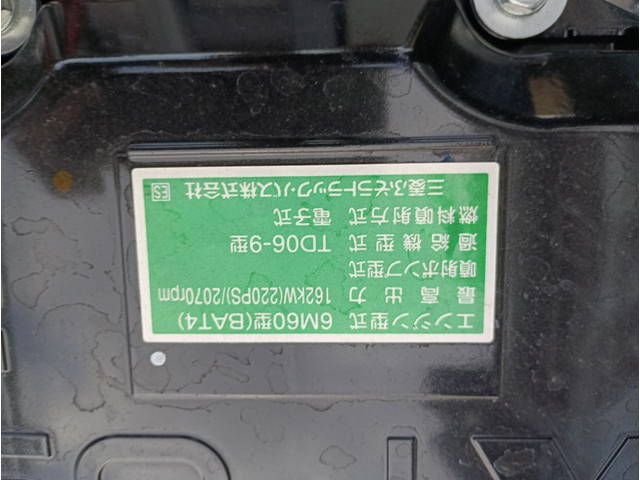 エンジン型式 6M60型(BAT4)
最高出力 162kW(220PS)/2070rpm
噴射ポンプ型式
過給機型式 TD06-9型
燃料噴射方式 電子式
三菱ふそうトラック・バス株式会社 ES